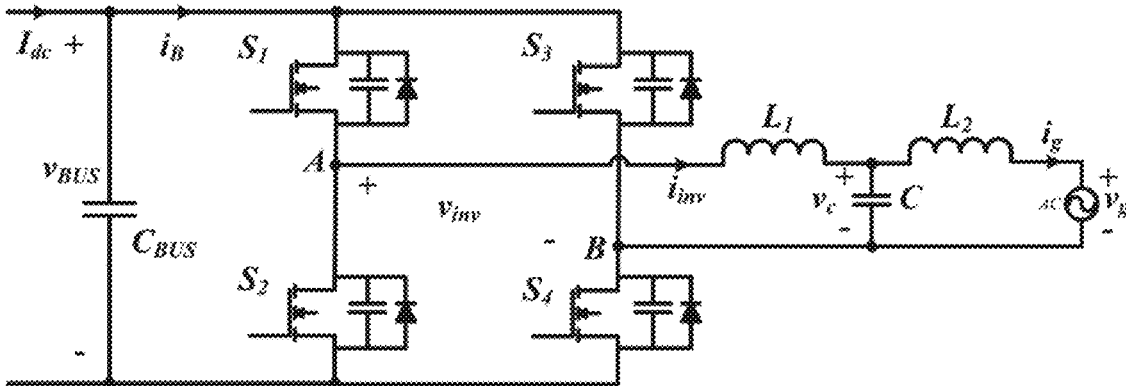 I_dc +
i_B
S_1
S_3
v_BUS
C_BUS
-
A
+
v_inv
-
B
i_inv
L_1
L_2
i_g
+
v_c
-
C
AC
+
v_g
-
S_2
S_4